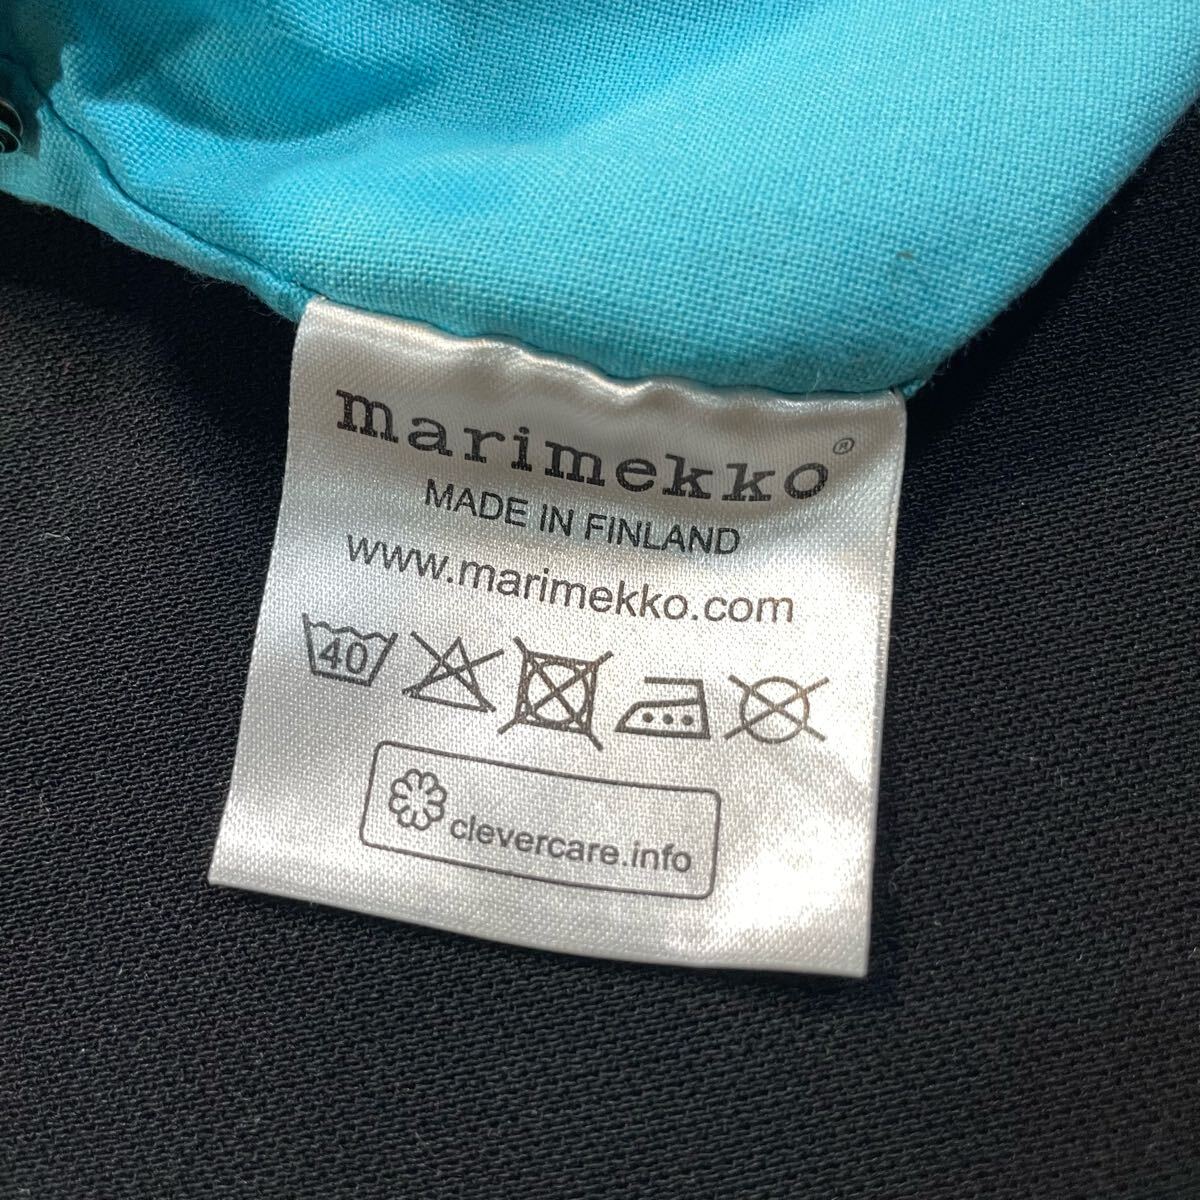 marimekko®
MADE IN FINLAND
www.marimekko.com
40
clevercare.info